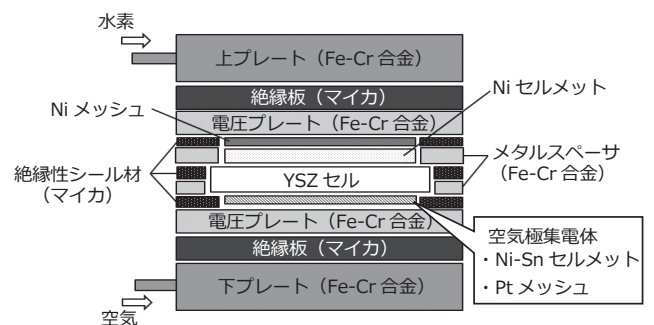 水素
上プレート（Fe-Cr 合金）
絶縁板（マイカ）
Ni セルメット
Ni メッシュ
電圧プレート（Fe-Cr 合金）
絶縁性シール材
（マイカ）
YSZ セル
メタルスペーサ
（Fe-Cr 合金）
電圧プレート（Fe-Cr 合金）
絶縁板（マイカ）
空気極集電体
・Ni-Sn セルメット
・Pt メッシュ
下プレート（Fe-Cr 合金）
空気